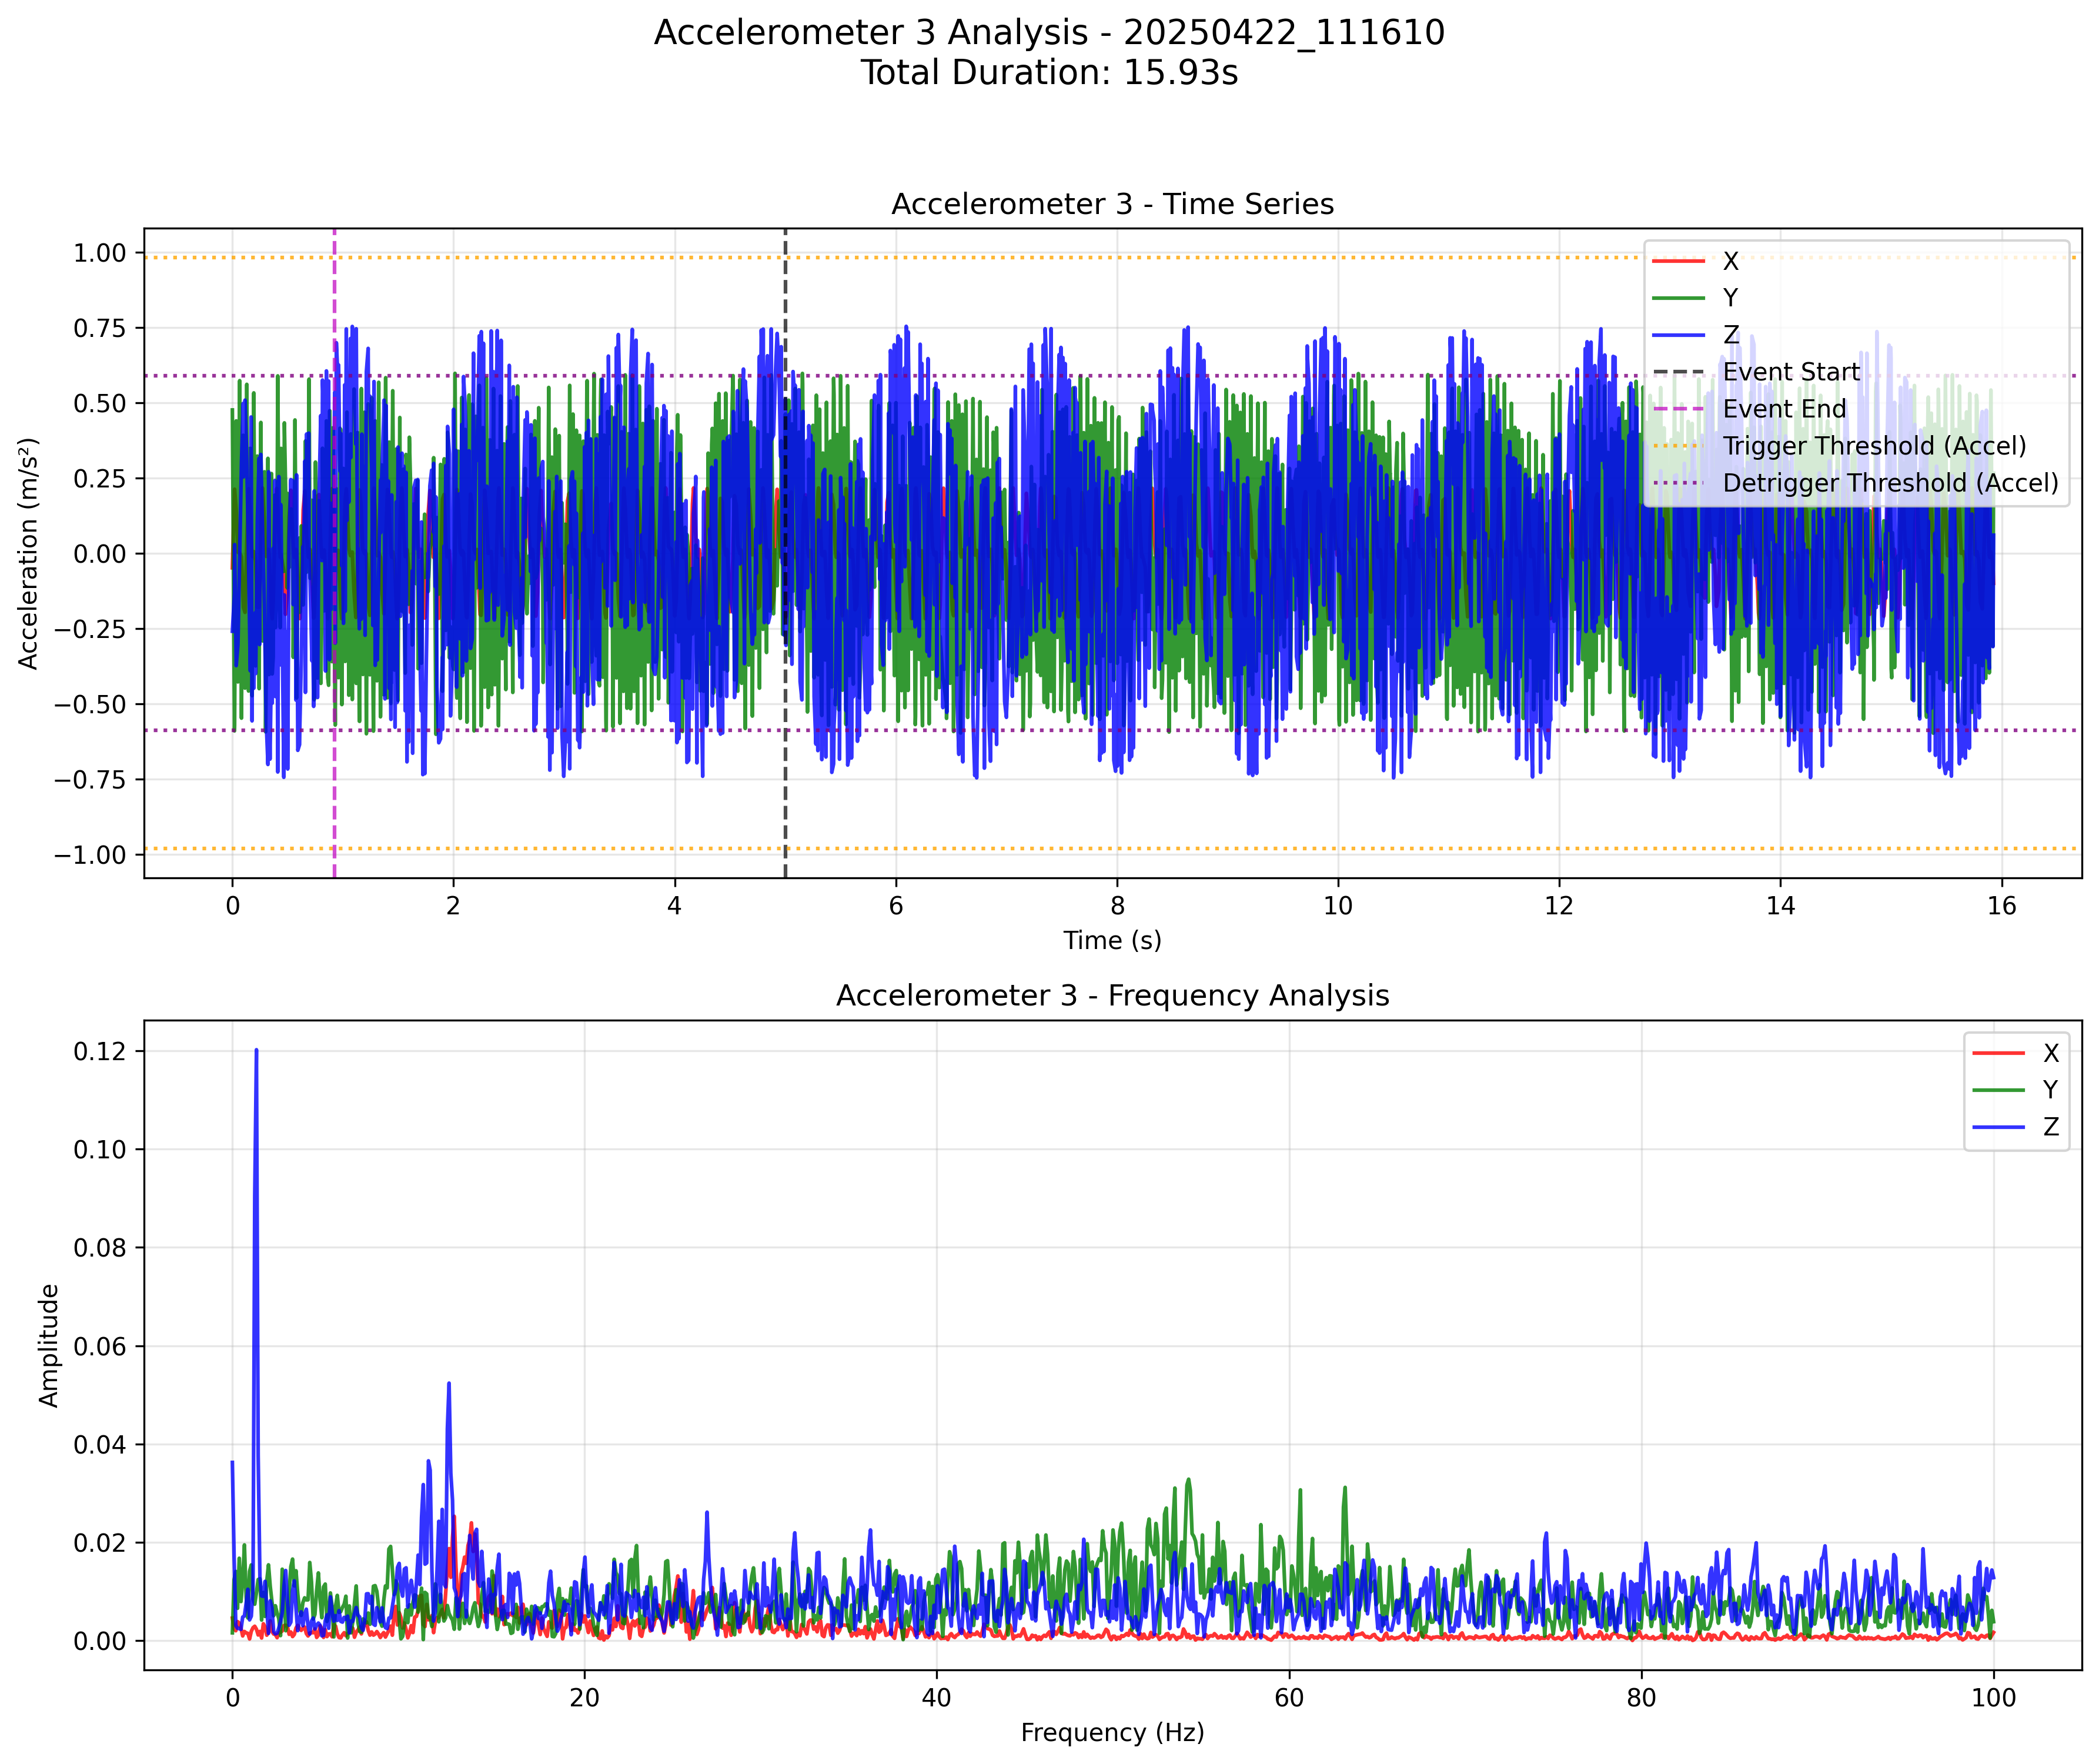 Accelerometer 3 Analysis - 20250422_111610
Total Duration: 15.93s
Accelerometer 3 - Time Series
1.00
0.75
0.50
0.25
0.00
−0.25
−0.50
−0.75
−1.00
Acceleration (m/s²)
X
Y
Z
Event Start
Event End
Trigger Threshold (Accel)
Detrigger Threshold (Accel)
0 2 4 6 8 10 12 14 16
Time (s)
Accelerometer 3 - Frequency Analysis
0.12
0.10
0.08
0.06
0.04
0.02
0.00
Amplitude
X
Y
Z
0 20 40 60 80 100
Frequency (Hz)